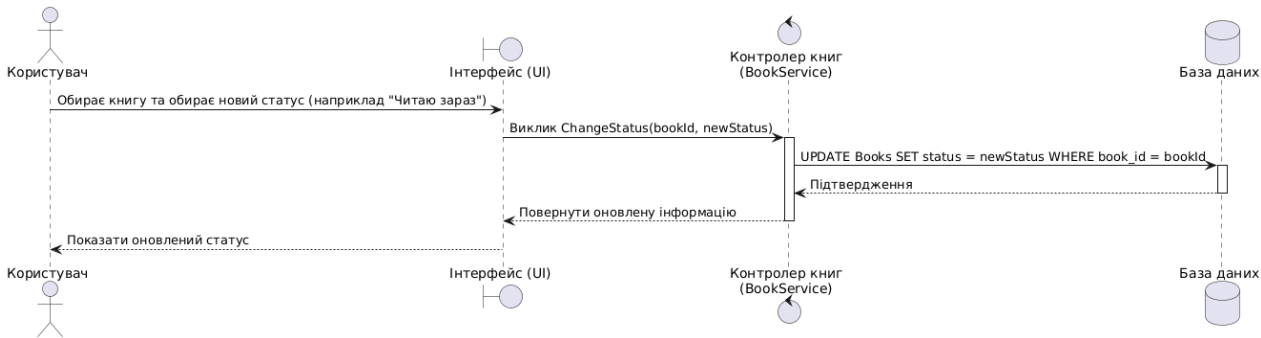 Користувач
Інтерфейс (UI)
Контролер книг
(BookService)
База даних
Обирає книгу та обирає новий статус (наприклад "Читаю зараз")
Виклик ChangeStatus(bookId, newStatus)
UPDATE Books SET status = newStatus WHERE book_id = bookId
Підтвердження
Повернути оновлену інформацію
Показати оновлений статус
Користувач
Інтерфейс (UI)
Контролер книг
(BookService)
База даних